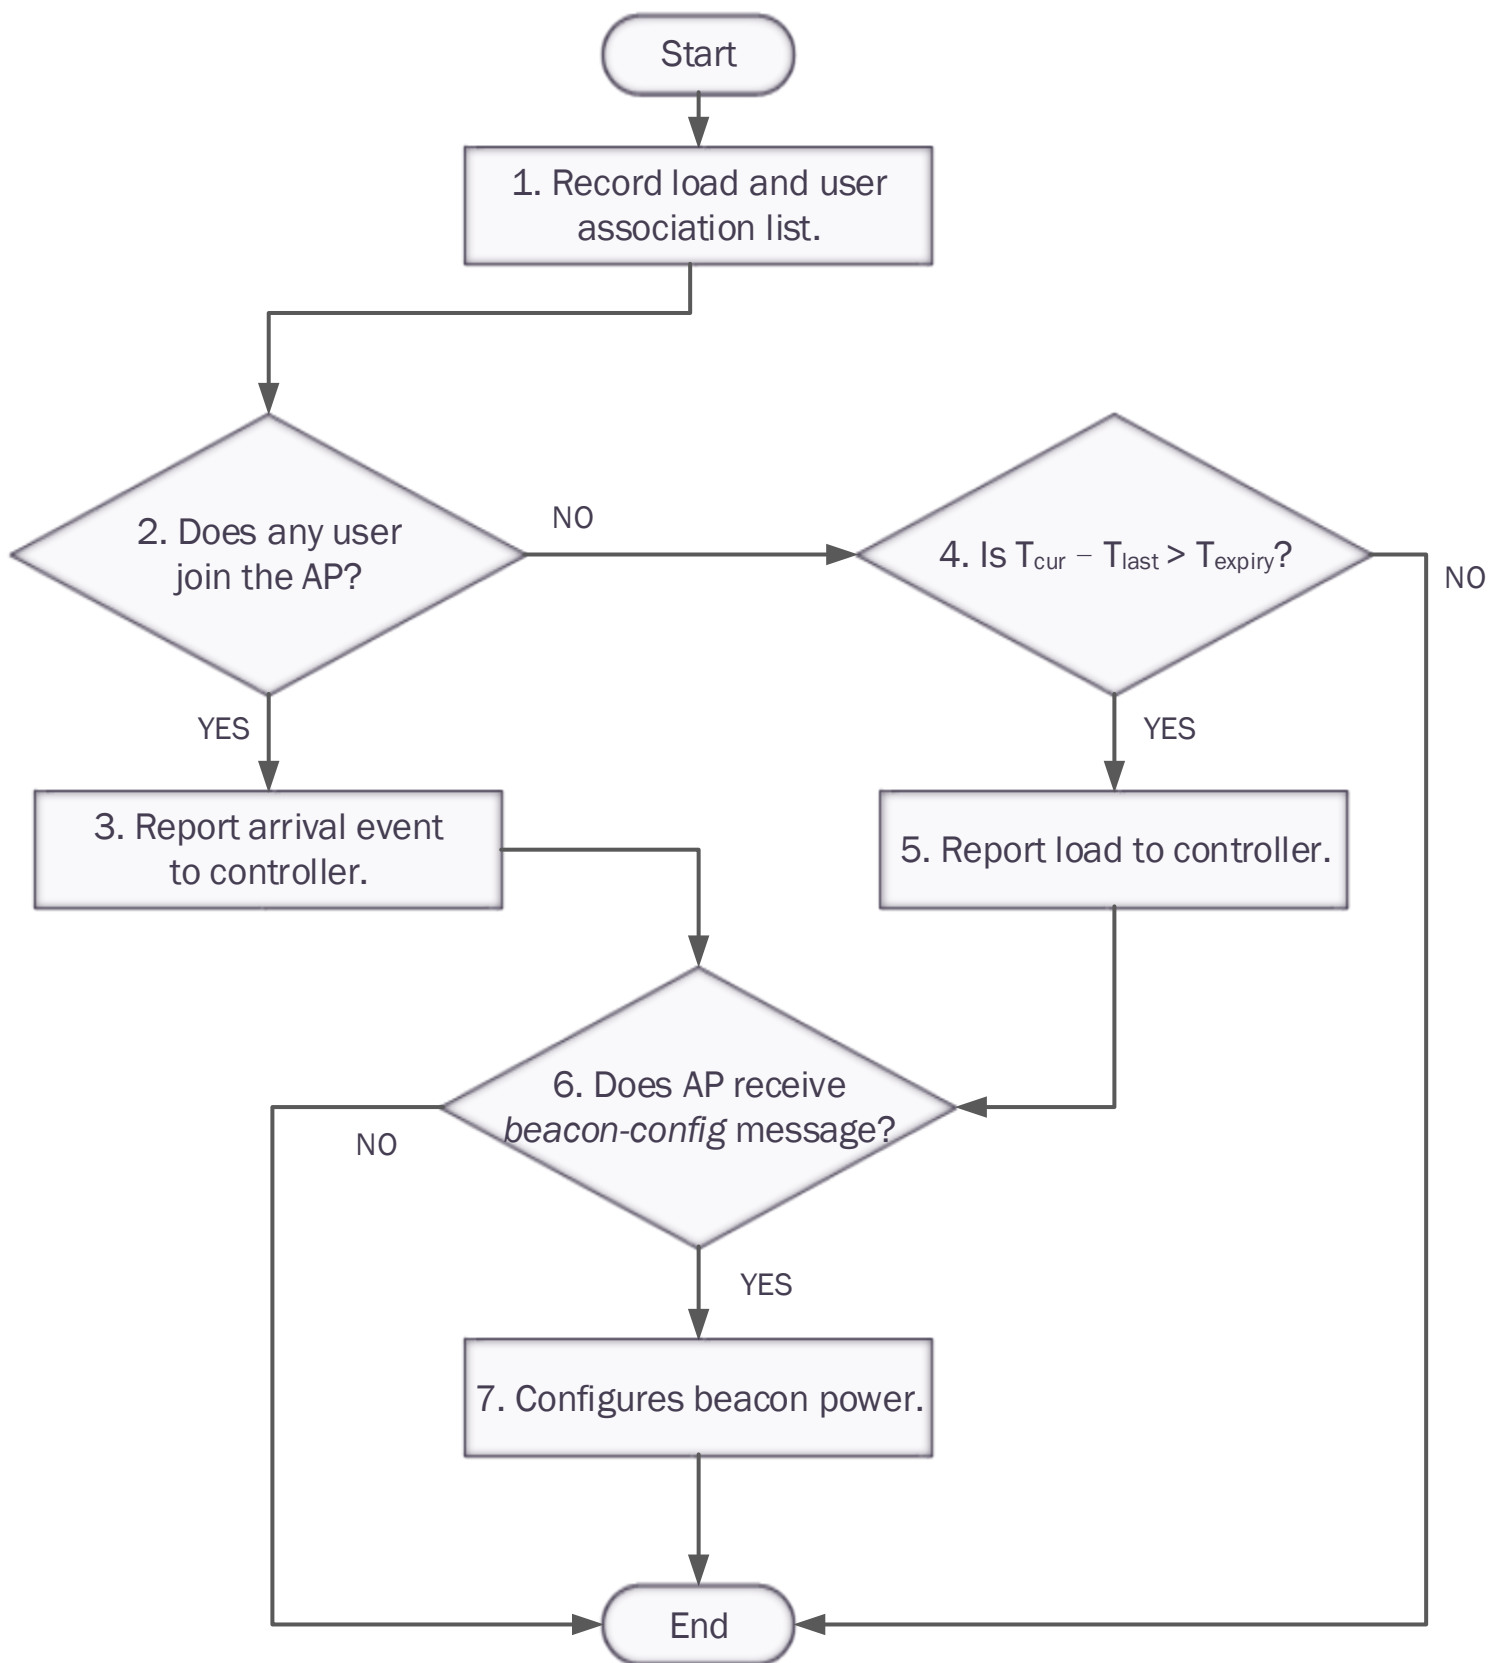 Start
1. Record load and user
association list.
2. Does any user
join the AP?
NO
4. Is Tcur – Tlast > Texpiry?
NO
YES
YES
3. Report arrival event
to controller.
5. Report load to controller.
6. Does AP receive
beacon-config message?
NO
YES
7. Configures beacon power.
End